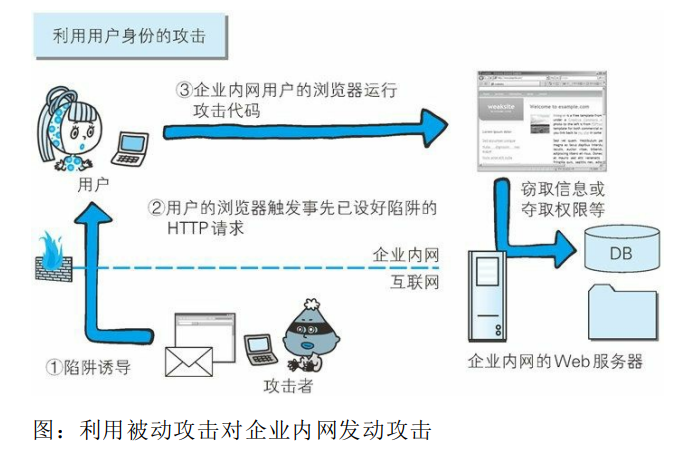 利用用户身份的攻击
③企业内网用户的浏览器运行
攻击代码
用户
②用户的浏览器触发事先已设好陷阱的
HTTP请求
企业内网
互联网
①陷阱诱导
攻击者
weaksite
Welcome to example.com
窃取信息或
夺取权限等
DB
企业内网的Web服务器
图：利用被动攻击对企业内网发动攻击